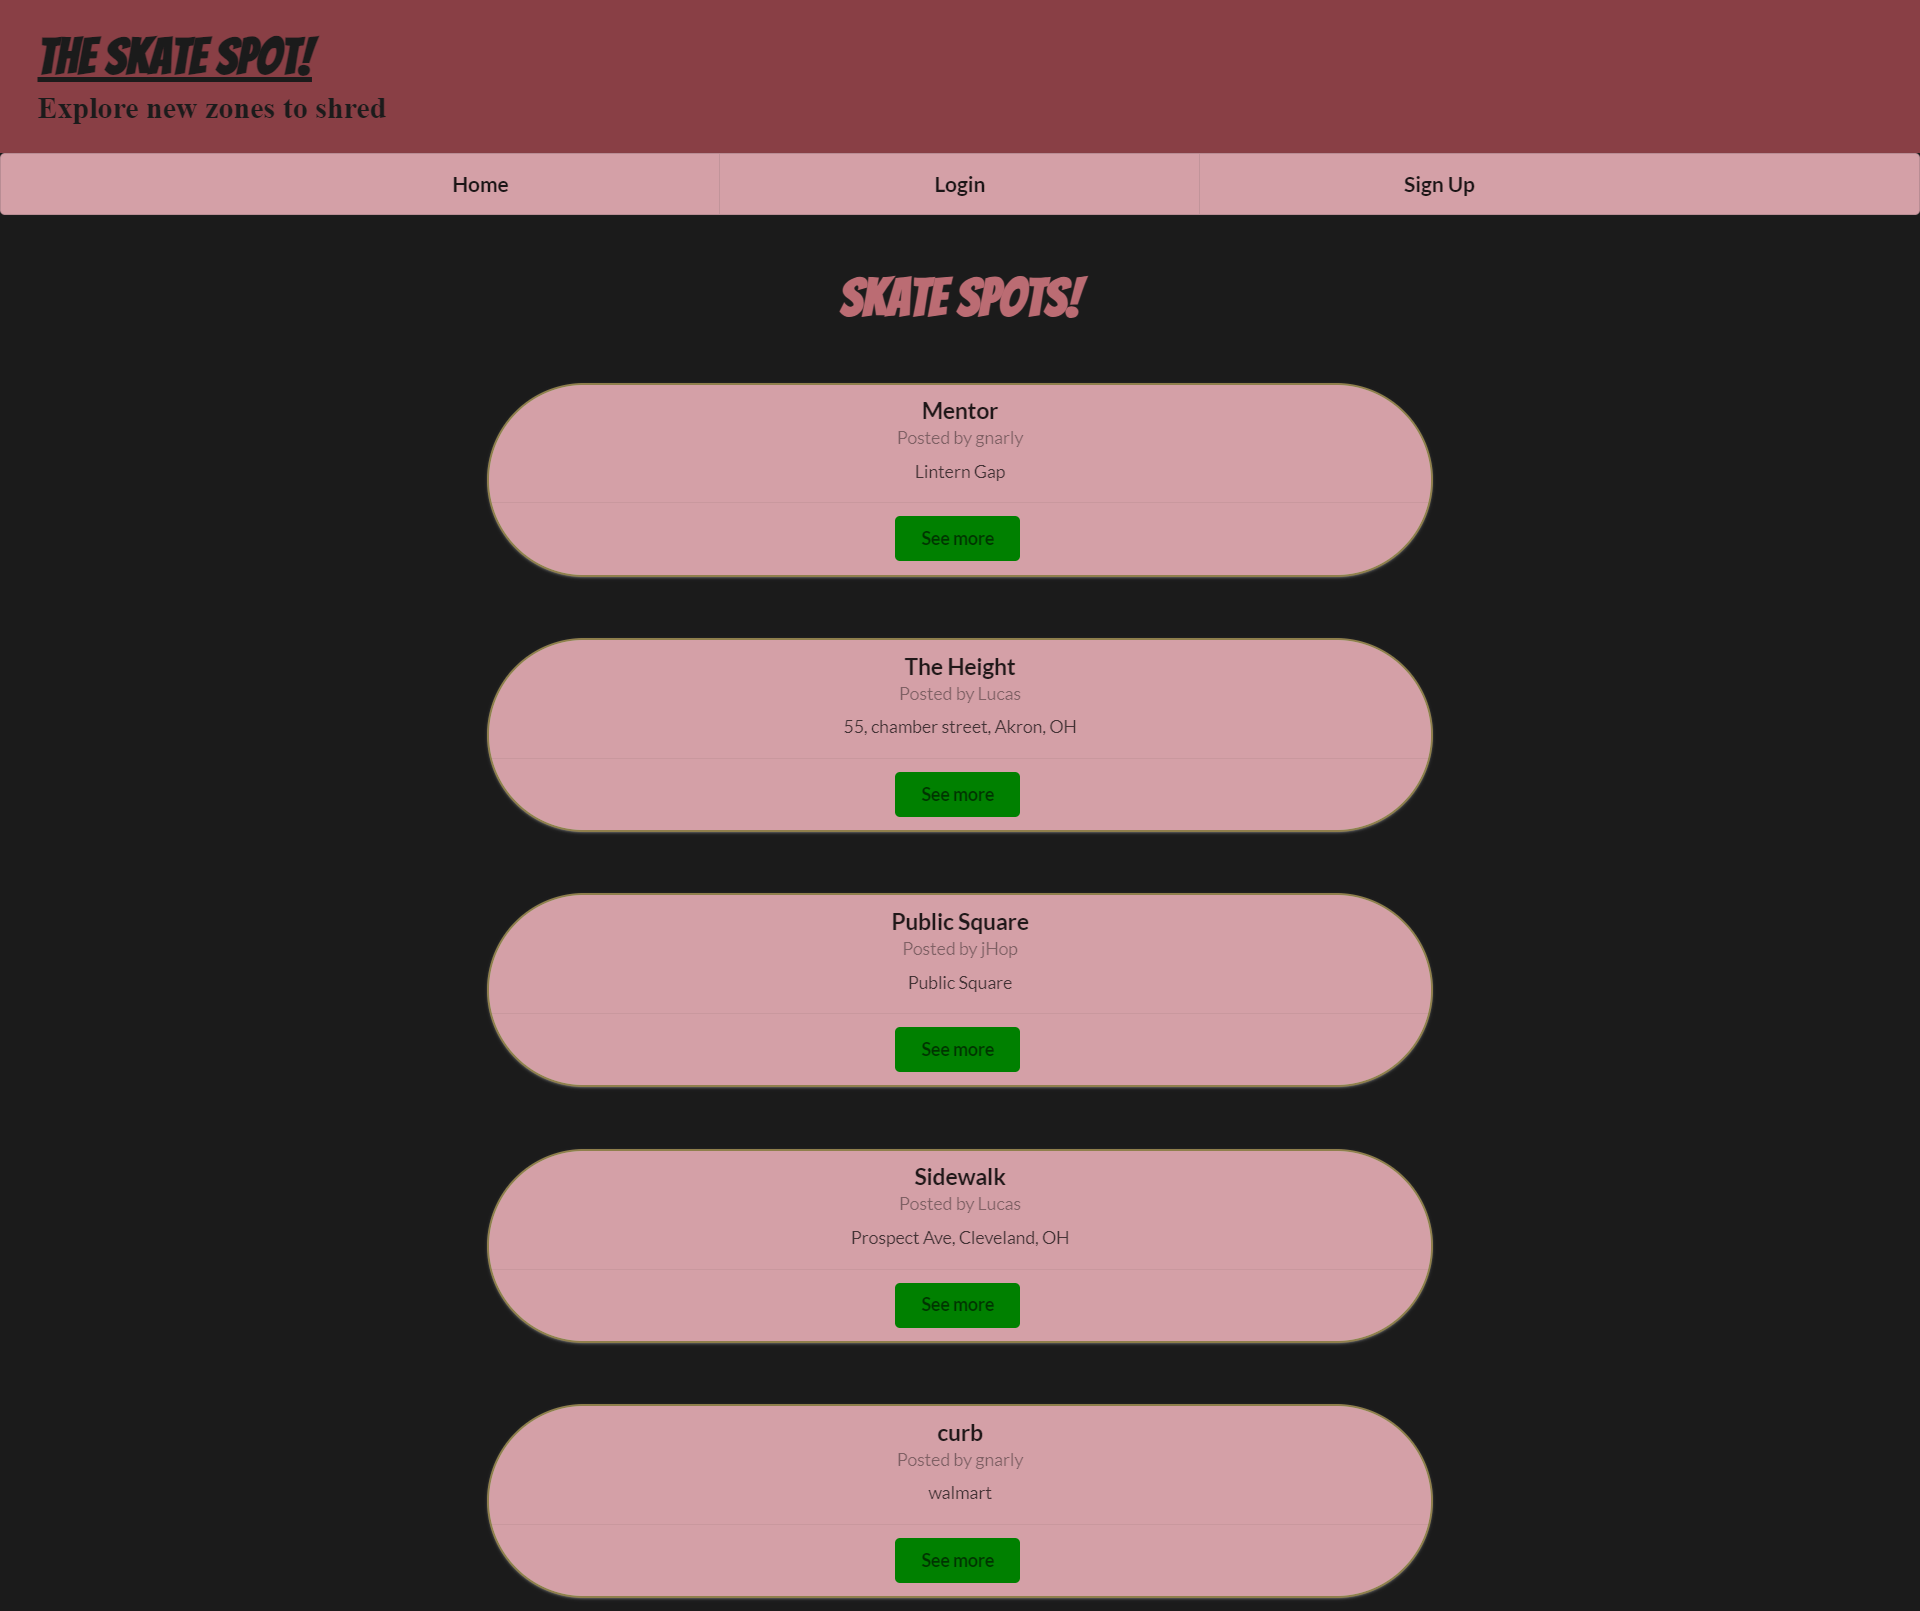 THE SKATE SPOT!
Explore new zones to shred
Home Login Sign Up
SKATE SPOTS!
Mentor
Posted by gnarly
Lintern Gap
See more
The Height
Posted by Lucas
55, chamber street, Akron, OH
See more
Public Square
Posted by jHop
Public Square
See more
Sidewalk
Posted by Lucas
Prospect Ave, Cleveland, OH
See more
curb
Posted by gnarly
walmart
See more